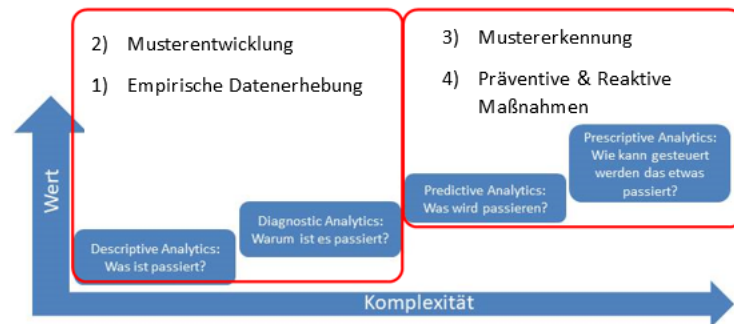 2) Musterentwicklung
1) Empirische Datenerhebung
3) Mustererkennung
4) Präventive & Reaktive
Maßnahmen
Wert
Descriptive Analytics:
Was ist passiert?
Diagnostic Analytics:
Warum ist es passiert?
Predictive Analytics:
Was wird passieren?
Prescriptive Analytics:
Wie kann gesteuert
werden das etwas
passiert?
Komplexität